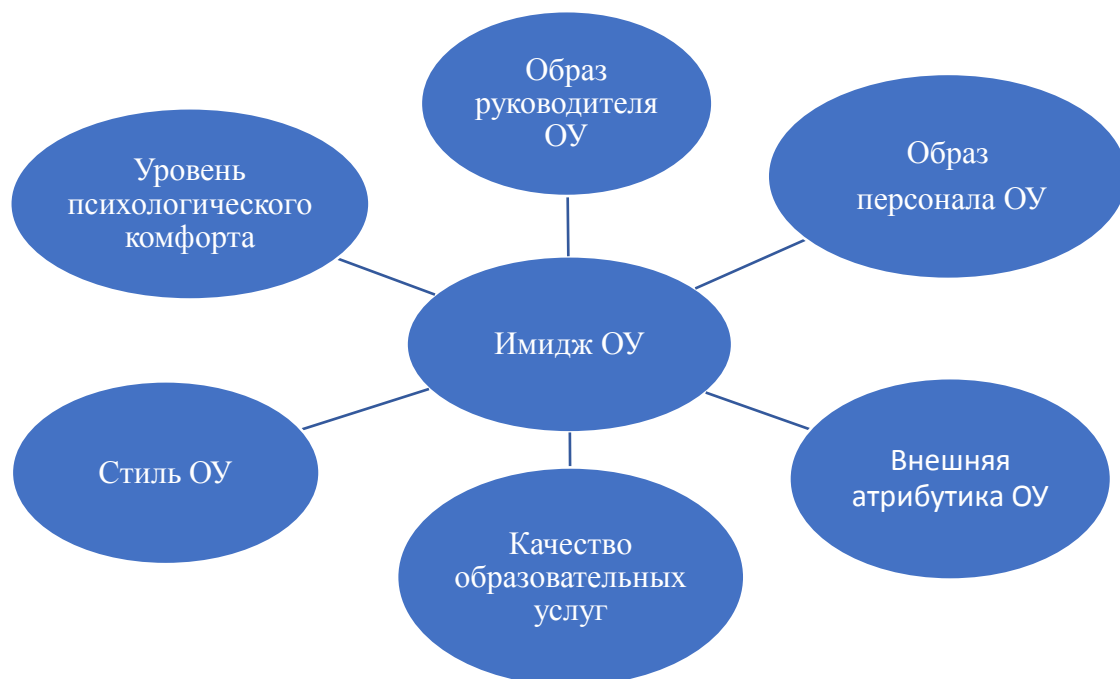 Образ
руководителя
ОУ
Образ
персонала ОУ
Уровень
психологического
комфорта
Имидж ОУ
Стиль ОУ
Внешняя
атрибутика ОУ
Качество
образовательных
услуг